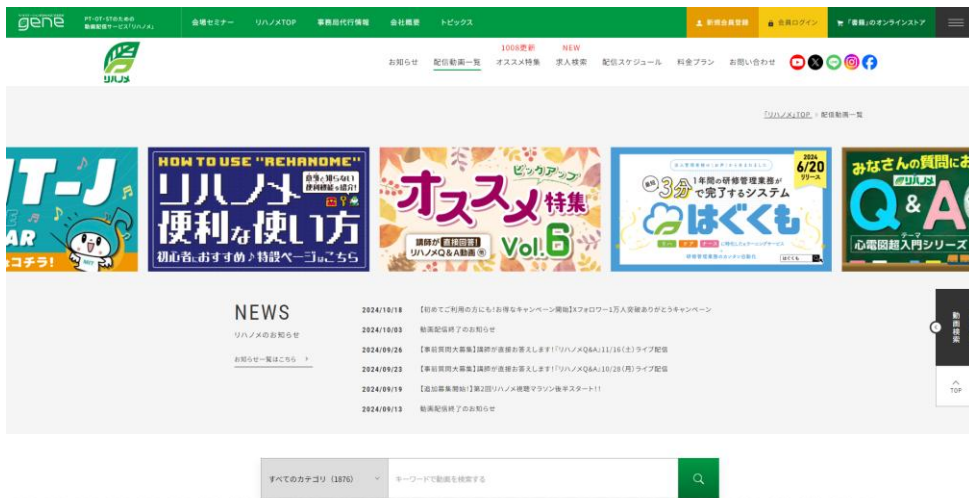 gene
PT・OT・STのための
動画配信サービス「リハノメ」
会場セミナー
リハノメTOP
事務局代行情報
会社概要
トピックス
新規会員登録
会員ログイン
「書籍」のオンラインストア
リハノメ
1008更新
NEW
お知らせ
配信動画一覧
オススメ特集
求人検索
配信スケジュール
料金プラン
お問い合わせ
「リハノメ」TOP
配信動画一覧
T-J
AR
コチラ!
HOW TO USE "REHANOME"
意外と知らない
便利機能も紹介!
リハノメ
便利な使い方
初心者におすすめ♪特設ページはこちら
ピックアップ
オススメ特集
講師が直接回答!
リハノメQ&A動画
Vol.6
2024
6/20
リリース
最短
3分
1年間の研修管理業務が
で完了するシステム
はぐくも
はぐくも
みなさんの質問にお
リハノメ
Q&A
テーマ
心電図超入門シリーズ
NEWS
リハノメのお知らせ
お知らせ一覧はこちら
2024/10/18 【初めてご利用の方にも!お得なキャンペーン開始】Xフォロワー1万人突破ありがとうキャンペーン
2024/10/03 動画配信終了のお知らせ
2024/09/26 【事前質問大募集】講師が直接お答えします!「リハノメQ&A」11/16(土)ライブ配信
2024/09/23 【事前質問大募集】講師が直接お答えします!「リハノメQ&A」10/28(月)ライブ配信
2024/09/19 【追加募集開始!】第2回リハノメ視聴マラソン後半スタート!!
2024/09/13 動画配信終了のお知らせ
動画検索
TOP
すべてのカテゴリ (1876)
キーワードで動画を検索する